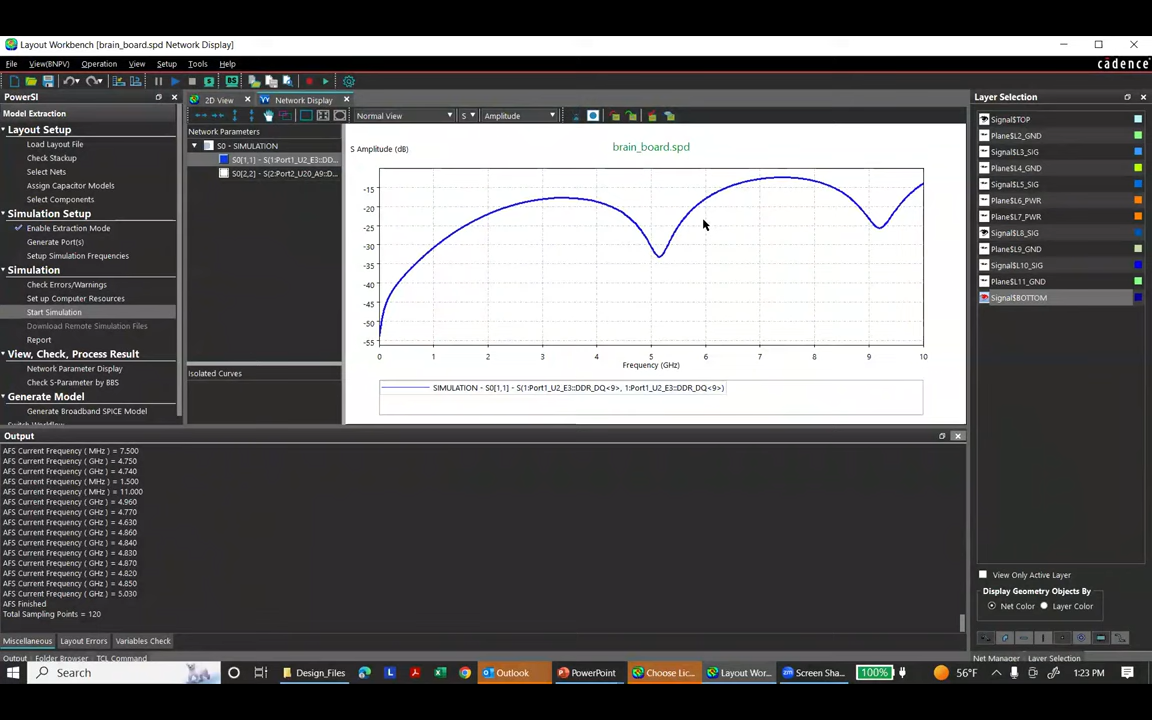 Layout Workbench [brain_board.spd Network Display]
File View(BNPV) Operation View Setup Tools Help
cadence
PowerSI
Model Extraction
Layout Setup
Load Layout File
Check Stackup
Select Nets
Assign Capacitor Models
Select Components
Simulation Setup
Enable Extraction Mode
Generate Port(s)
Setup Simulation Frequencies
Simulation
Check Errors/Warnings
Set up Computer Resources
Start Simulation
Download Remote Simulation Files
Report
View, Check, Process Result
Network Parameter Display
Check S-Parameter by BBS
Generate Model
Generate Broadband SPICE Model
2D View Network Display
Normal View S Amplitude
Network Parameters
S0 - SIMULATION
S0[1,1] - S(1:Port1_U2_E3::DD...
S0[2,2] - S(2:Port2_U20_A9::D...
Isolated Curves
S Amplitude (dB)
brain_board.spd
-15
-20
-25
-30
-35
-40
-45
-50
-55
0 1 2 3 4 5 6 7 8 9 10
Frequency (GHz)
SIMULATION - S0[1,1] - S(1:Port1_U2_E3::DDR_DQ<9>, 1:Port1_U2_E3::DDR_DQ<9>)
Layer Selection
Signal$TOP
Plane$L2_GND
Signal$L3_SIG
Plane$L4_GND
Signal$L5_SIG
Plane$L6_PWR
Plane$L7_PWR
Signal$L8_SIG
Plane$L9_GND
Signal$L10_SIG
Plane$L11_GND
Signal$BOTTOM
View Only Active Layer
Display Geometry Objects By
Net Color Layer Color
Net Manager Layer Selection
Output
AFS Current Frequency ( MHz ) = 7.500
AFS Current Frequency ( GHz ) = 4.750
AFS Current Frequency ( GHz ) = 4.740
AFS Current Frequency ( MHz ) = 1.500
AFS Current Frequency ( MHz ) = 11.000
AFS Current Frequency ( GHz ) = 4.960
AFS Current Frequency ( GHz ) = 4.770
AFS Current Frequency ( GHz ) = 4.630
AFS Current Frequency ( GHz ) = 4.860
AFS Current Frequency ( GHz ) = 4.840
AFS Current Frequency ( GHz ) = 4.830
AFS Current Frequency ( GHz ) = 4.870
AFS Current Frequency ( GHz ) = 4.820
AFS Current Frequency ( GHz ) = 4.850
AFS Current Frequency ( GHz ) = 5.030
AFS Finished
Total Sampling Points = 120
Miscellaneous Layout Errors Variables Check
Output Folder Browser TCL Command
Search
Design_Files
Outlook
PowerPoint
Choose Lic...
Layout Wor...
Screen Sha...
100%
56°F
1:23 PM